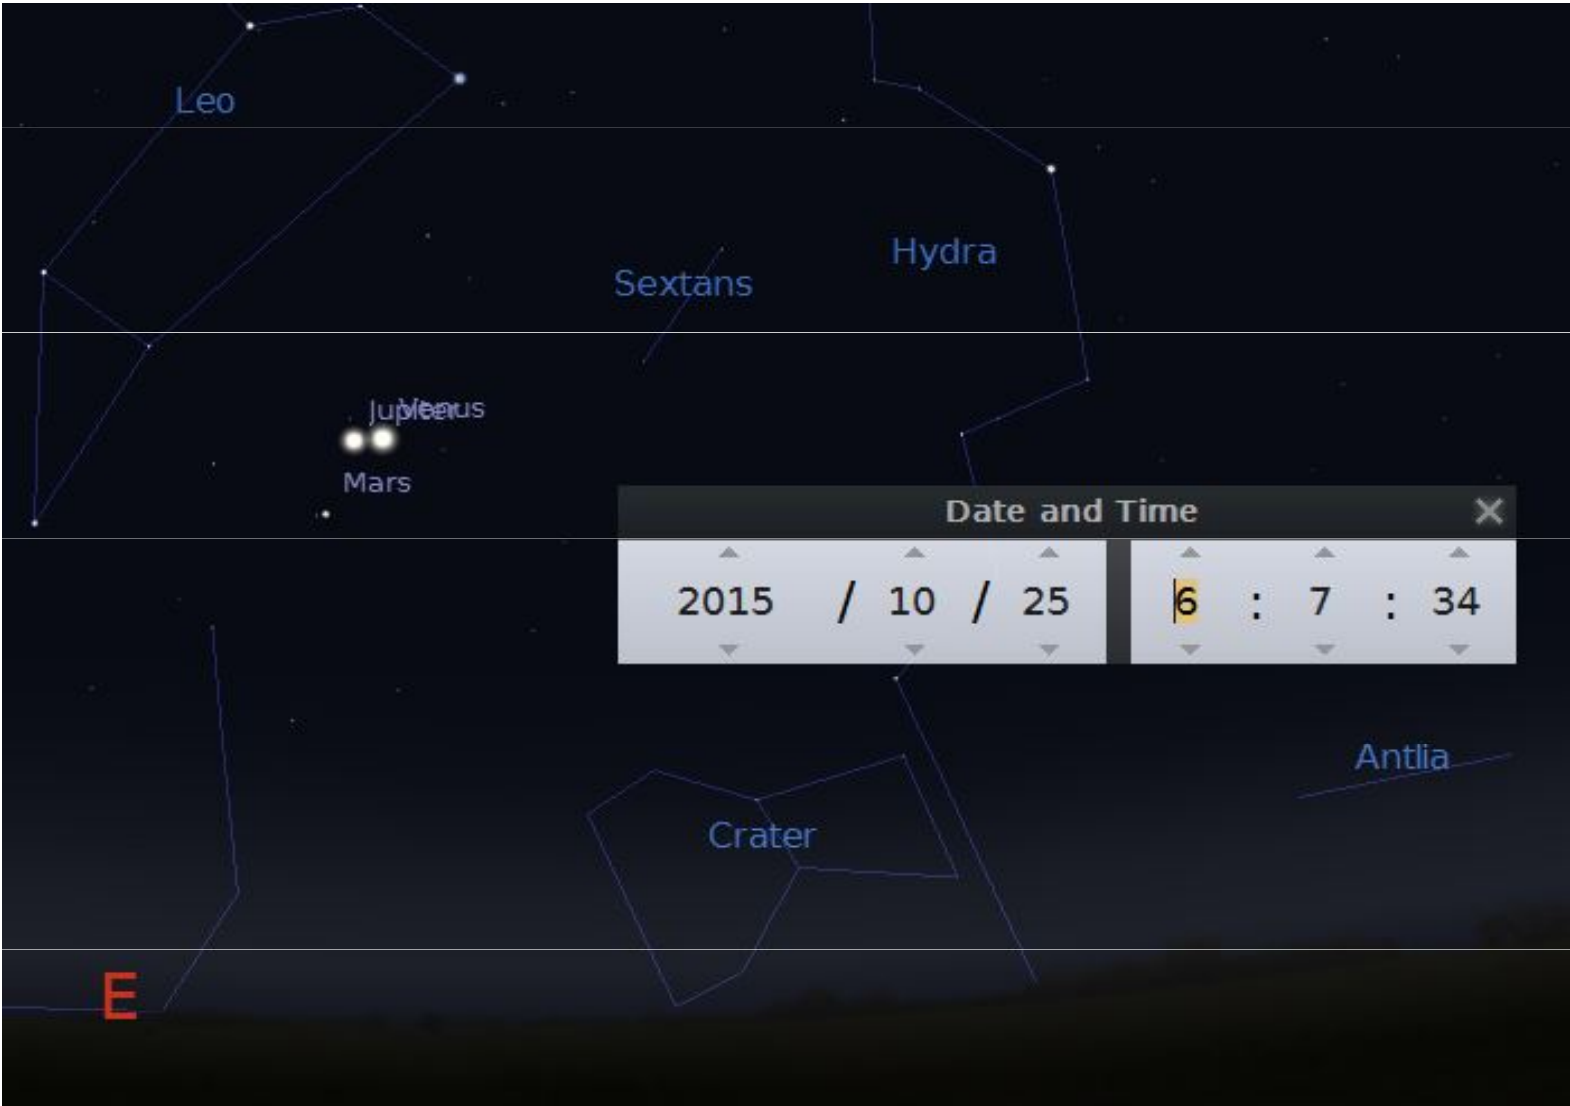 Leo
Hydra
Sextans
Jupiter Venus
Mars
Date and Time
2015 / 10 / 25 6 : 7 : 34
Antlia
Crater
E